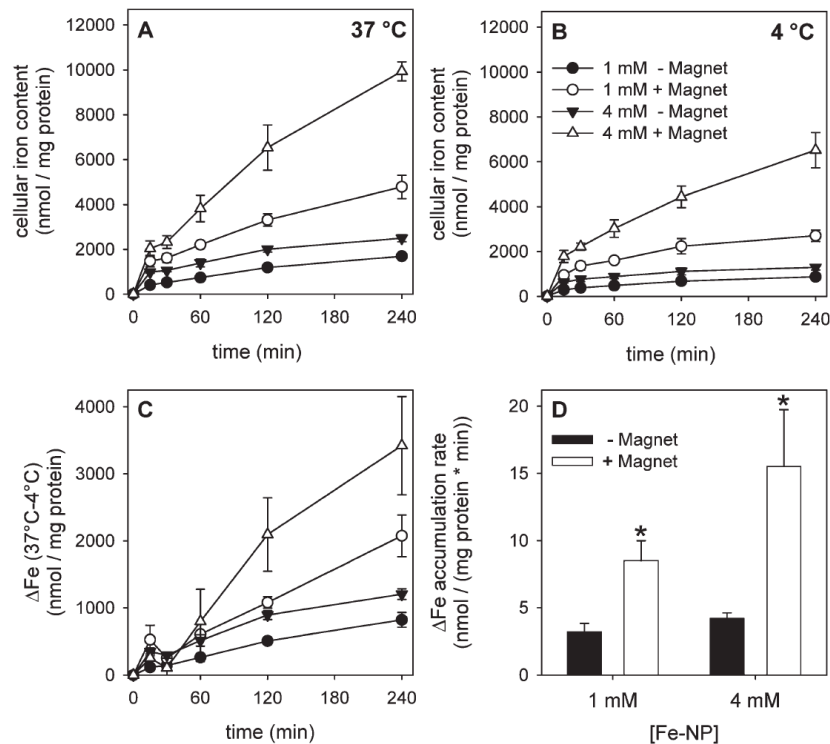 A
37 °C
12000
10000
8000
6000
4000
2000
0
cellular iron content
(nmol / mg protein)
0
60
120
180
240
time (min)
B
4 °C
1 mM - Magnet
1 mM + Magnet
4 mM - Magnet
4 mM + Magnet
12000
10000
8000
6000
4000
2000
0
cellular iron content
(nmol / mg protein)
0
60
120
180
240
time (min)
C
4000
3000
2000
1000
0
ΔFe (37°C-4°C)
(nmol / mg protein)
0
60
120
180
240
time (min)
D
- Magnet
+ Magnet
20
15
10
5
0
ΔFe accumulation rate
(nmol / (mg protein * min))
*
*
1 mM
4 mM
[Fe-NP]